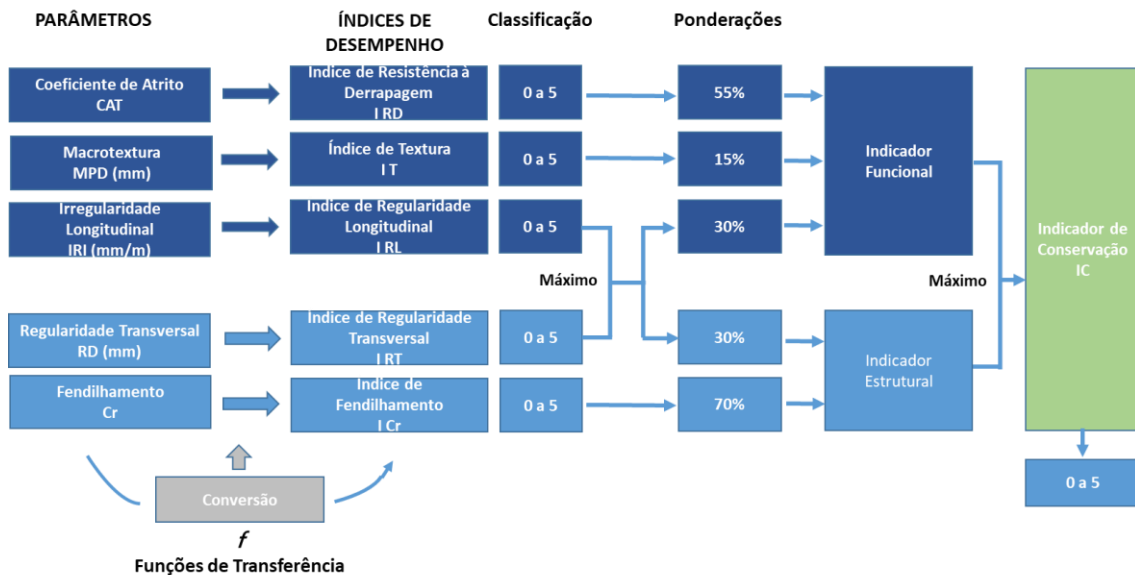 PARÂMETROS
ÍNDICES DE
DESEMPENHO
Classificação
Ponderações
Coeficiente de Atrito
CAT
Indice de Resistência à
Derrapagem
I RD
0 a 5
55%
Macrotextura
MPD (mm)
Índice de Textura
I T
0 a 5
15%
Indicador
Funcional
Irregularidade
Longitudinal
IRI (mm/m)
Indice de Regularidade
Longitudinal
I RL
0 a 5
30%
Indicador de
Conservação
IC
Máximo
Máximo
Regularidade Transversal
RD (mm)
Indice de Regularidade
Transversal
I RT
0 a 5
30%
Indicador
Estrutural
Fendilhamento
Cr
Indice de
Fendilhamento
I Cr
0 a 5
70%
0 a 5
Conversão
f
Funções de Transferência